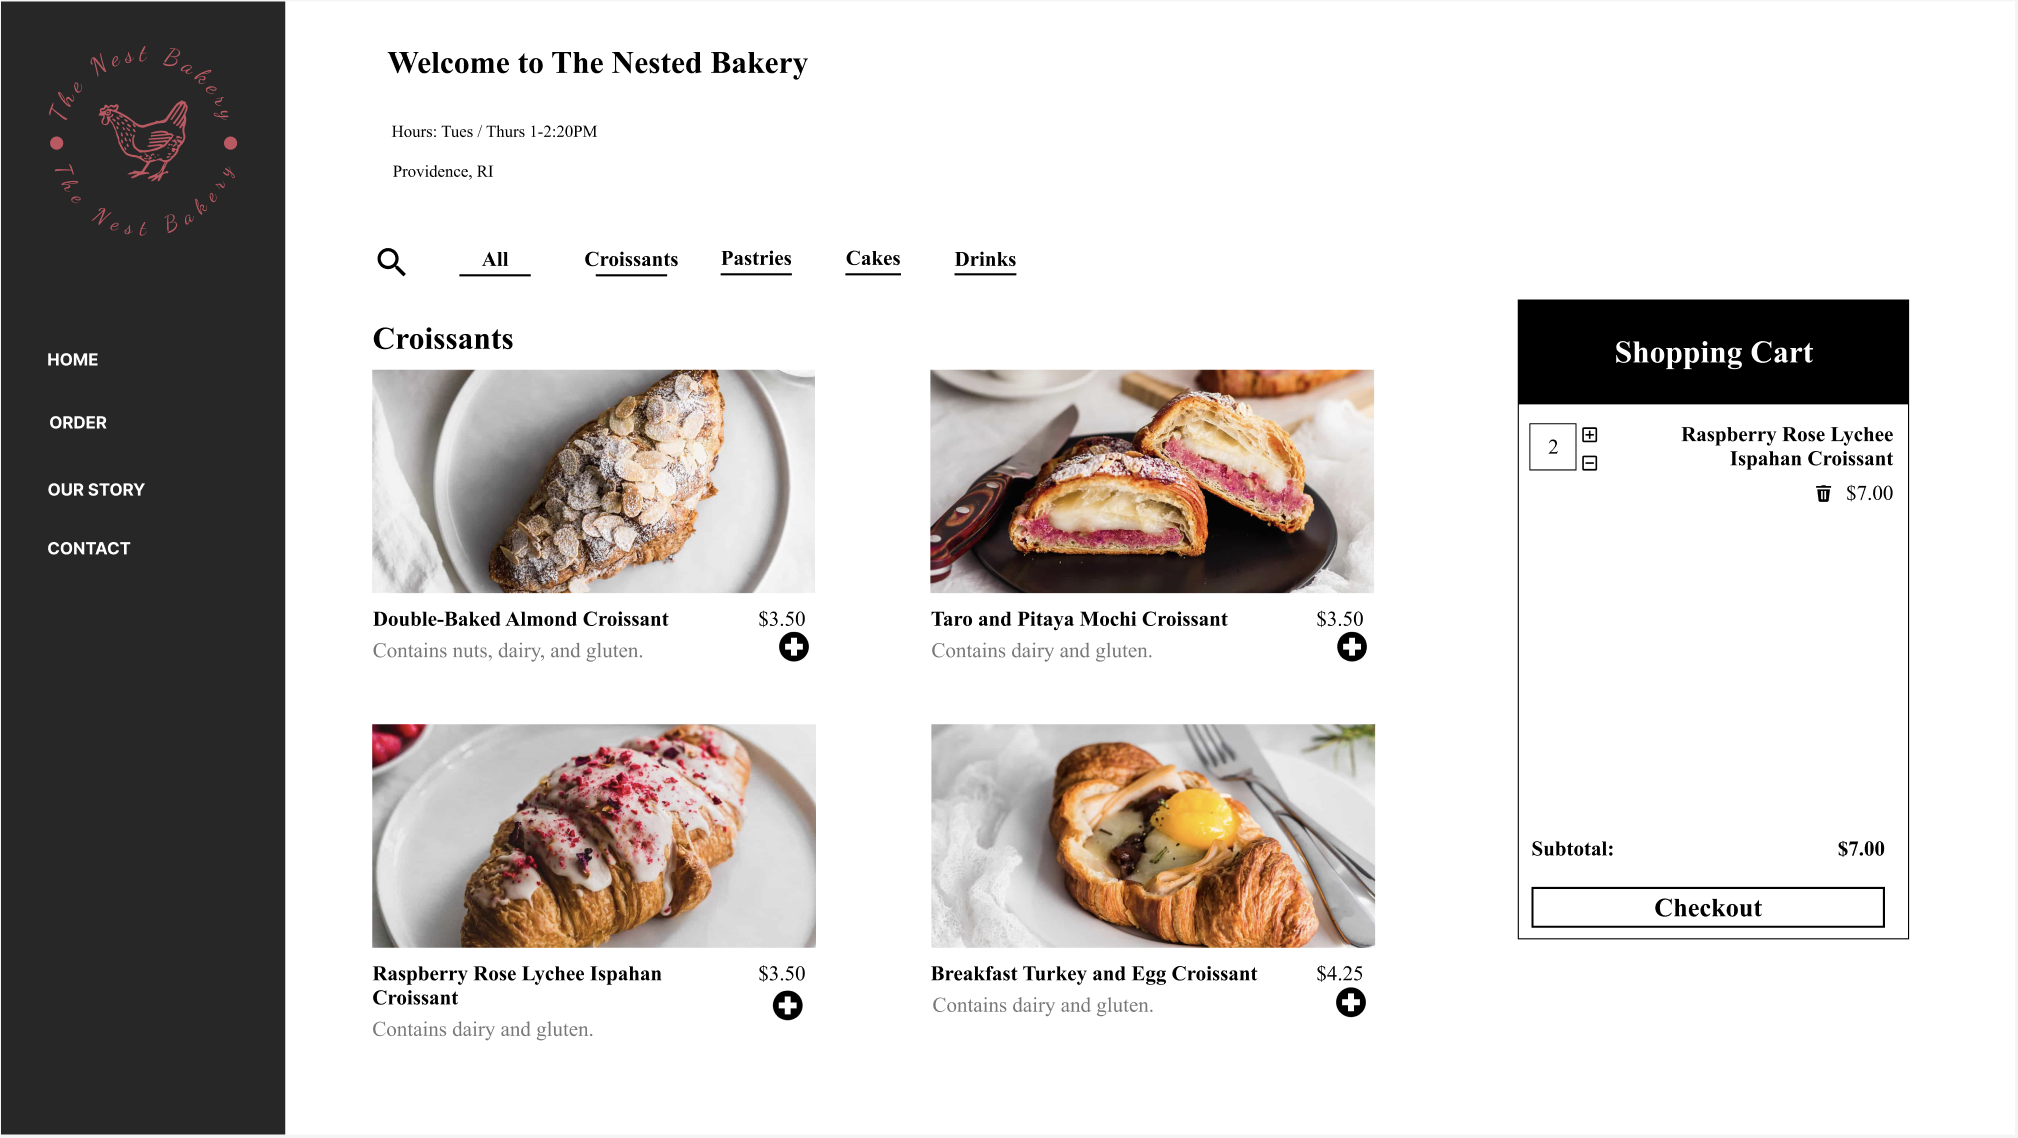 The Nest Bakery
The Nest Bakery
HOME
ORDER
OUR STORY
CONTACT
Welcome to The Nested Bakery
Hours: Tues / Thurs 1-2:20PM
Providence, RI
All Croissants Pastries Cakes Drinks
Croissants
Double-Baked Almond Croissant $3.50
Contains nuts, dairy, and gluten.
Taro and Pitaya Mochi Croissant $3.50
Contains dairy and gluten.
Raspberry Rose Lychee Ispahan $3.50
Croissant
Contains dairy and gluten.
Breakfast Turkey and Egg Croissant $4.25
Contains dairy and gluten.
Shopping Cart
2 Raspberry Rose Lychee
Ispahan Croissant
$7.00
Subtotal: $7.00
Checkout